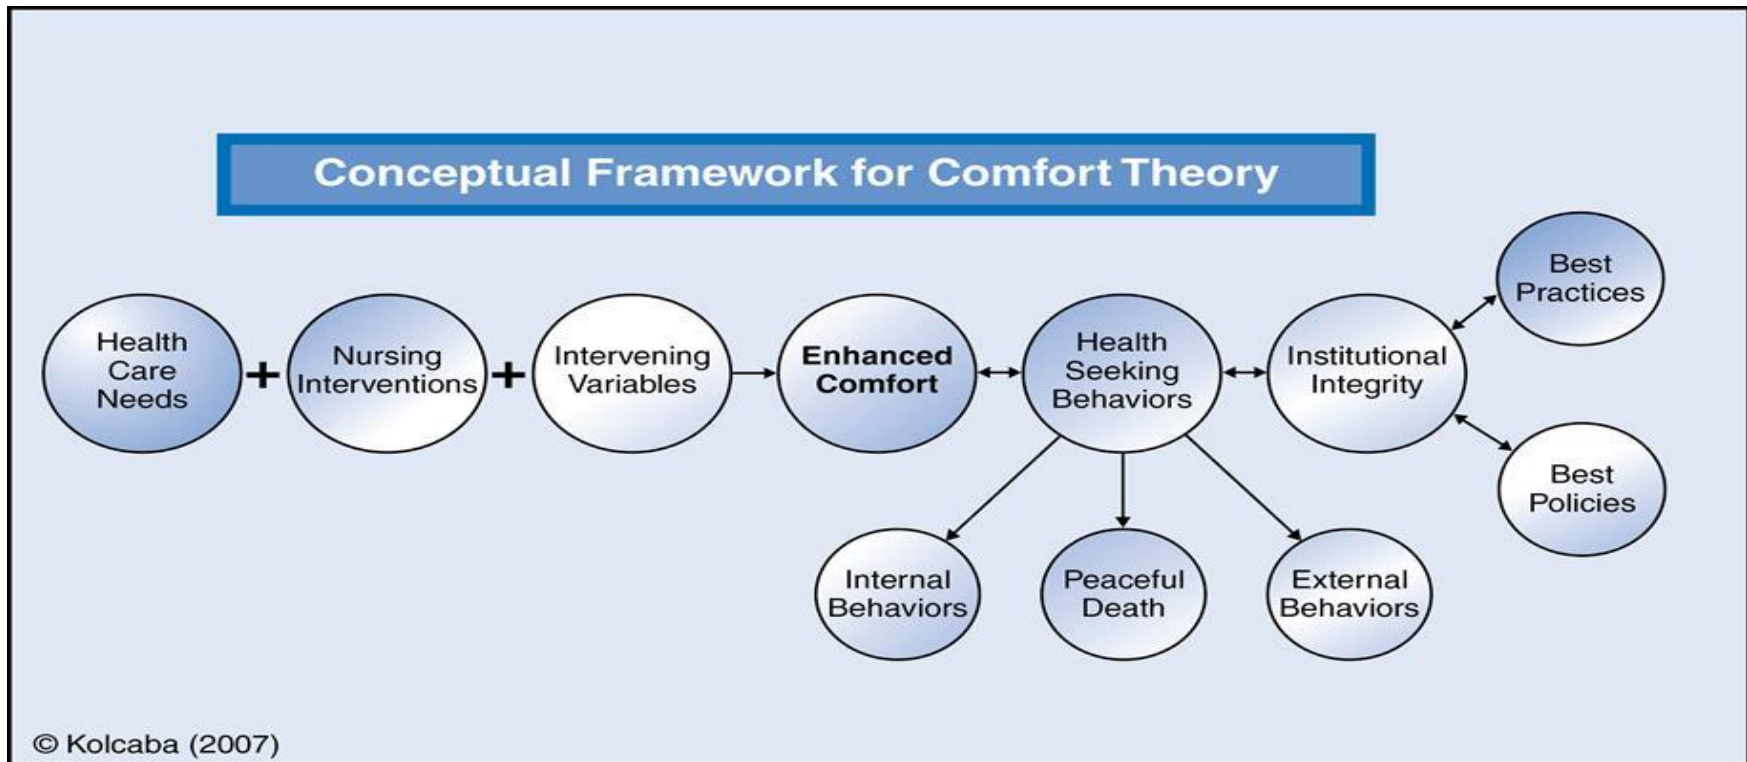 Conceptual Framework for Comfort Theory
Health
Care
Needs
+
Nursing
Interventions
+
Intervening
Variables
Enhanced
Comfort
Health
Seeking
Behaviors
Institutional
Integrity
Best
Practices
Best
Policies
Internal
Behaviors
Peaceful
Death
External
Behaviors
© Kolcaba (2007)